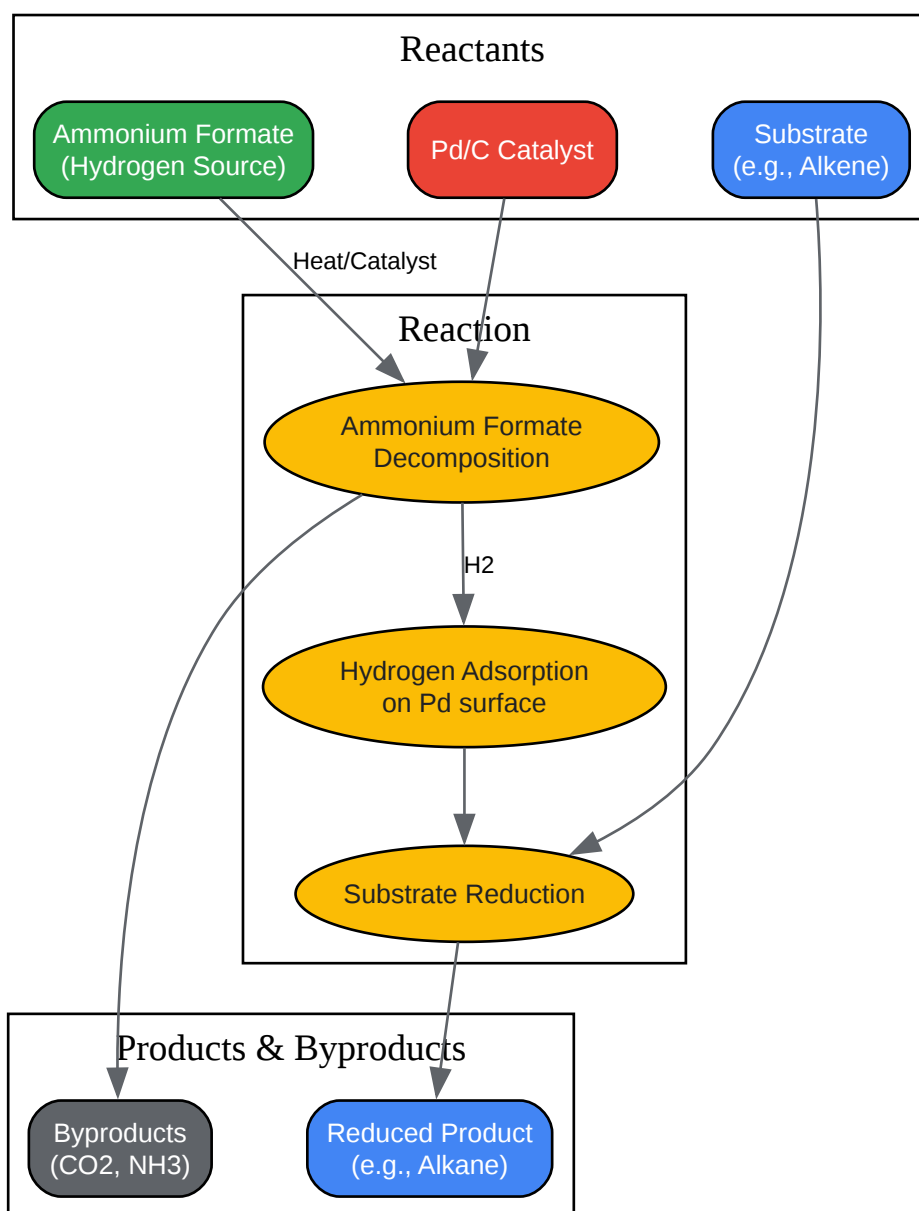 Reactants
Ammonium Formate
(Hydrogen Source)
Pd/C Catalyst
Substrate
(e.g., Alkene)
Heat/Catalyst
Reaction
Ammonium Formate
Decomposition
H2
Hydrogen Adsorption
on Pd surface
Substrate Reduction
Products & Byproducts
Byproducts
(CO2, NH3)
Reduced Product
(e.g., Alkane)